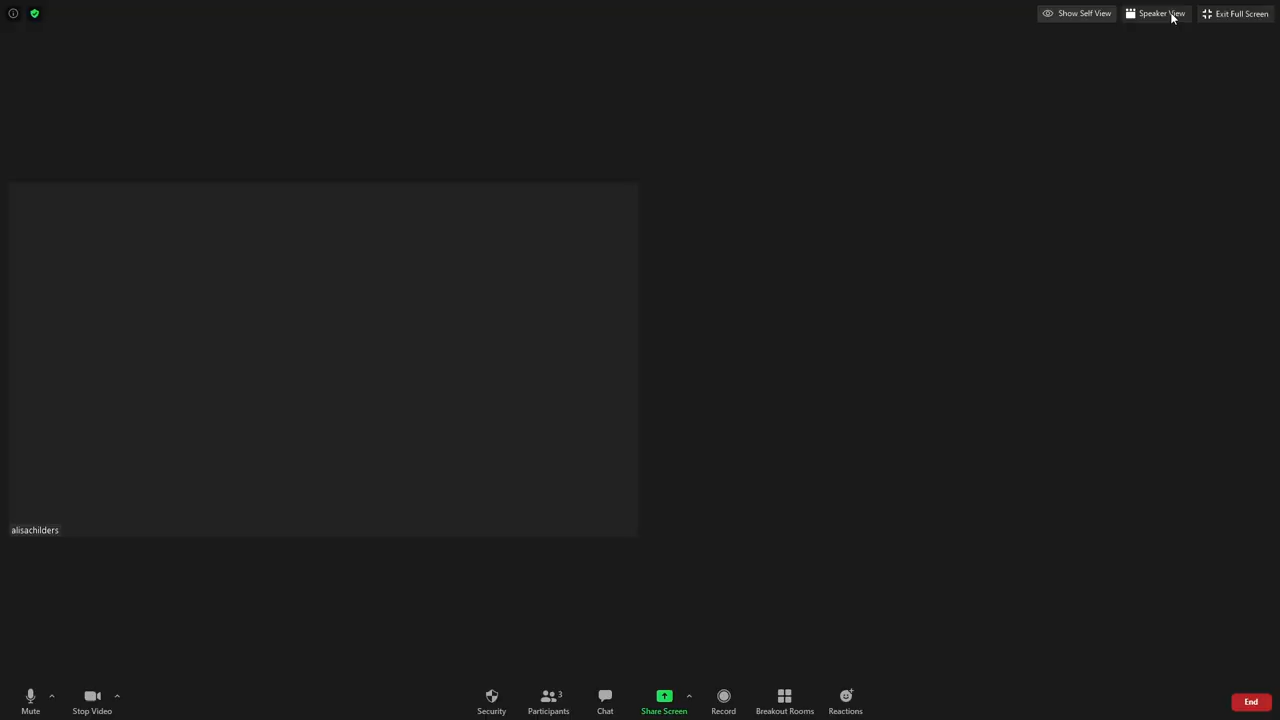 Show Self View
Speaker View
Exit Full Screen
alisachilders
Mute
Stop Video
Security
Participants
3
Chat
Share Screen
Record
Breakout Rooms
Reactions
End